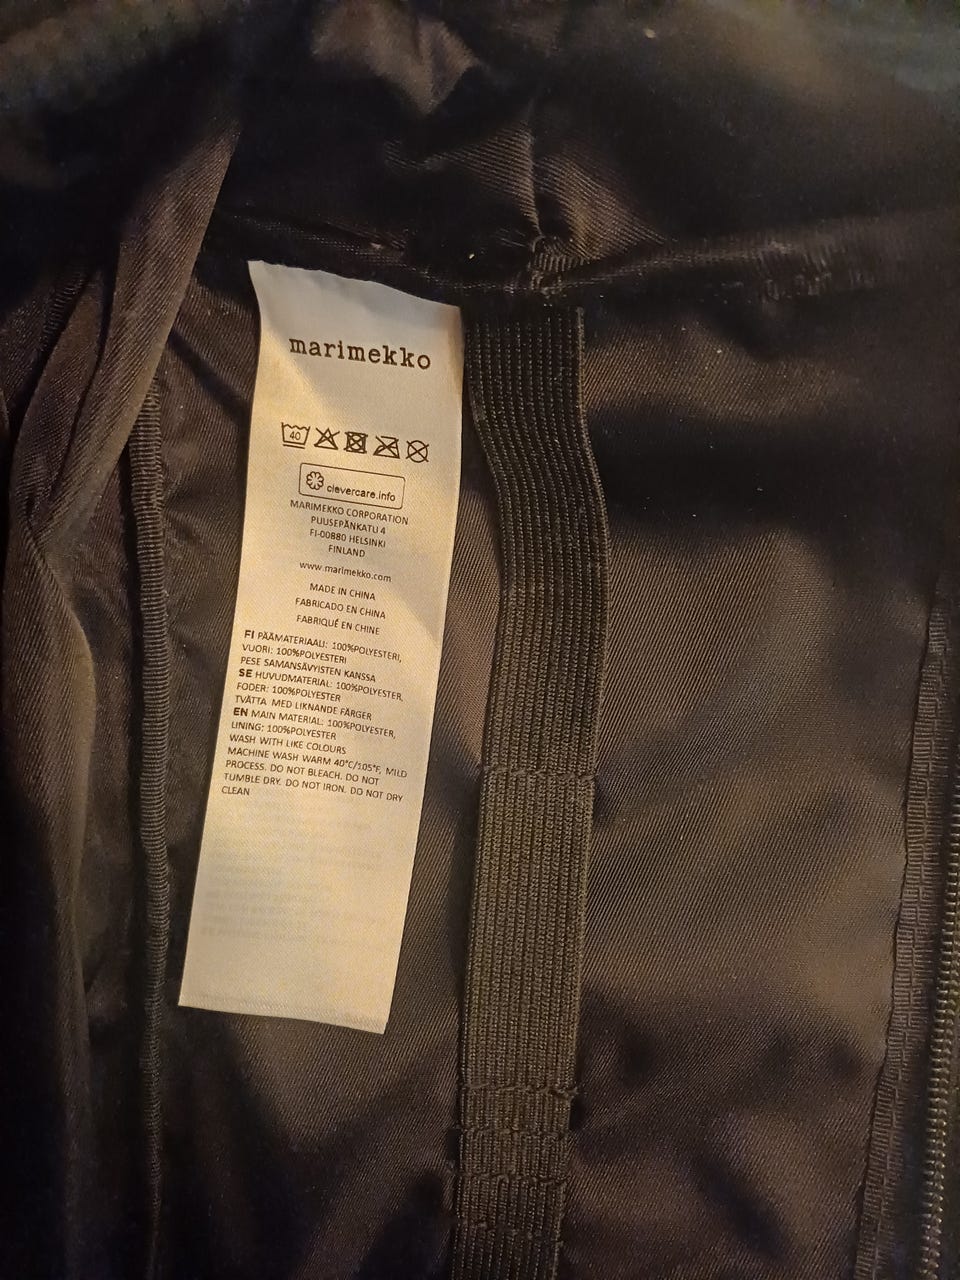 marimekko
40
clevercare.info
MARIMEKKO CORPORATION
PUUSEPÄNKATU 4
FI-00880 HELSINKI
FINLAND
www.marimekko.com
MADE IN CHINA
FABRICADO EN CHINA
FABRIQUÉ EN CHINE
FI PÄÄMATERIAALI: 100%POLYESTERI,
VUORI: 100%POLYESTERI
PESE SAMANSÄVYISTEN KANSSA
SE HUVUDMATERIAL: 100%POLYESTER,
FODER: 100%POLYESTER
TVÄTTA MED LIKNANDE FÄRGER
EN MAIN MATERIAL: 100%POLYESTER,
LINING: 100%POLYESTER
WASH WITH LIKE COLOURS
MACHINE WASH WARM 40°C/105°F, MILD
PROCESS. DO NOT BLEACH. DO NOT
TUMBLE DRY. DO NOT IRON. DO NOT DRY
CLEAN